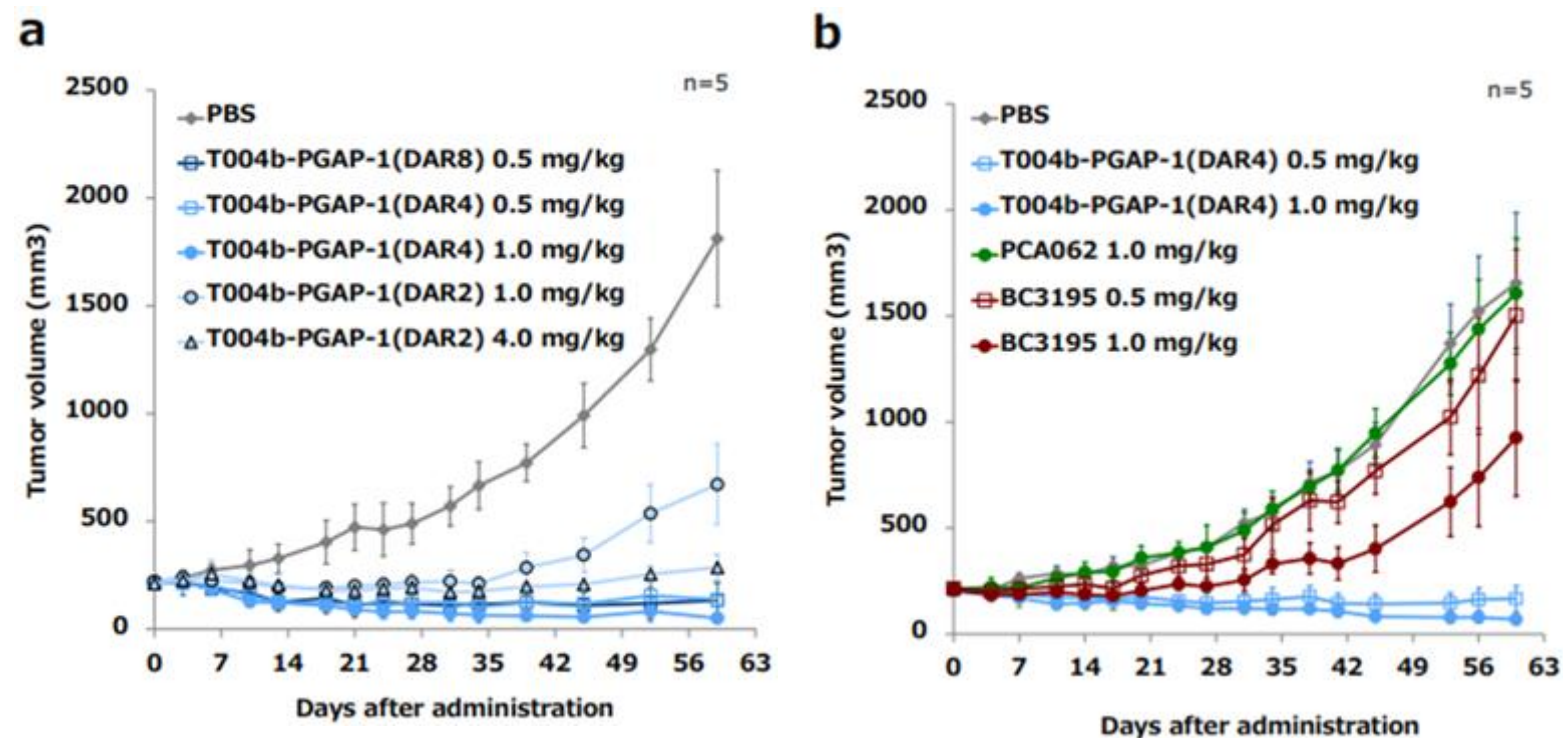 a
2500
2000
1500
1000
500
0
Tumor volume (mm3)
n=5
PBS
T004b-PGAP-1(DAR8) 0.5 mg/kg
T004b-PGAP-1(DAR4) 0.5 mg/kg
T004b-PGAP-1(DAR4) 1.0 mg/kg
T004b-PGAP-1(DAR2) 1.0 mg/kg
T004b-PGAP-1(DAR2) 4.0 mg/kg
0 7 14 21 28 35 42 49 56 63
Days after administration
b
2500
2000
1500
1000
500
0
Tumor volume (mm3)
n=5
PBS
T004b-PGAP-1(DAR4) 0.5 mg/kg
T004b-PGAP-1(DAR4) 1.0 mg/kg
PCA062 1.0 mg/kg
BC3195 0.5 mg/kg
BC3195 1.0 mg/kg
0 7 14 21 28 35 42 49 56 63
Days after administration